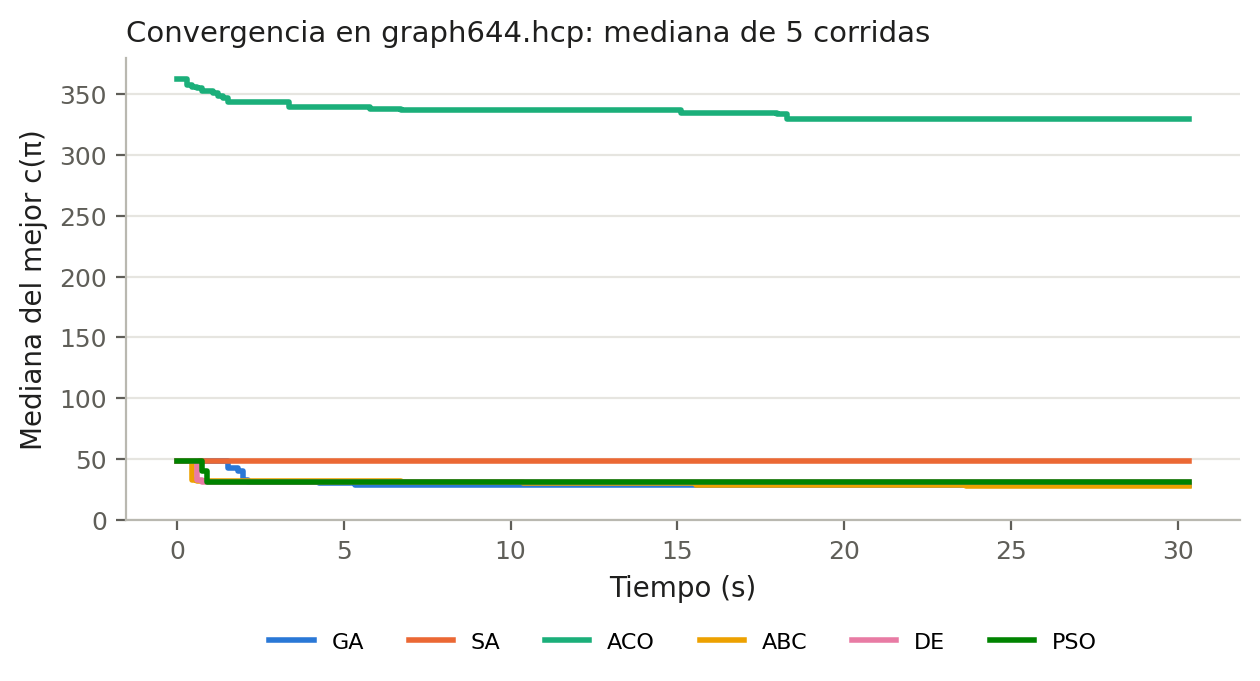 Convergencia en graph644.hcp: mediana de 5 corridas
Mediana del mejor c(π)
350
300
250
200
150
100
50
0
0 5 10 15 20 25 30
Tiempo (s)
GA SA ACO ABC DE PSO